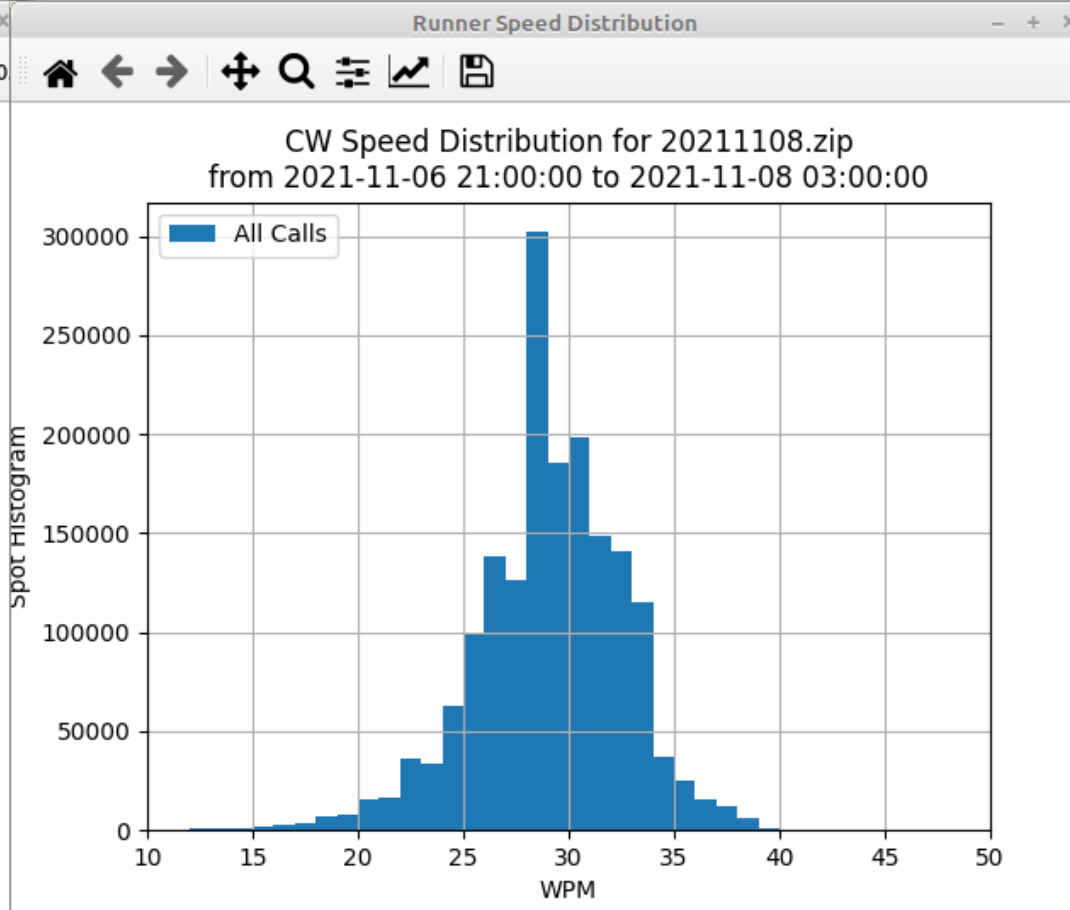 Runner Speed Distribution
0.
CW Speed Distribution for 20211108.zip
from 2021-11-06 21:00:00 to 2021-11-08 03:00:00
All Calls
300000
250000
200000
150000
100000
50000
0
Spot Histogram
10 15 20 25 30 35 40 45 50
WPM